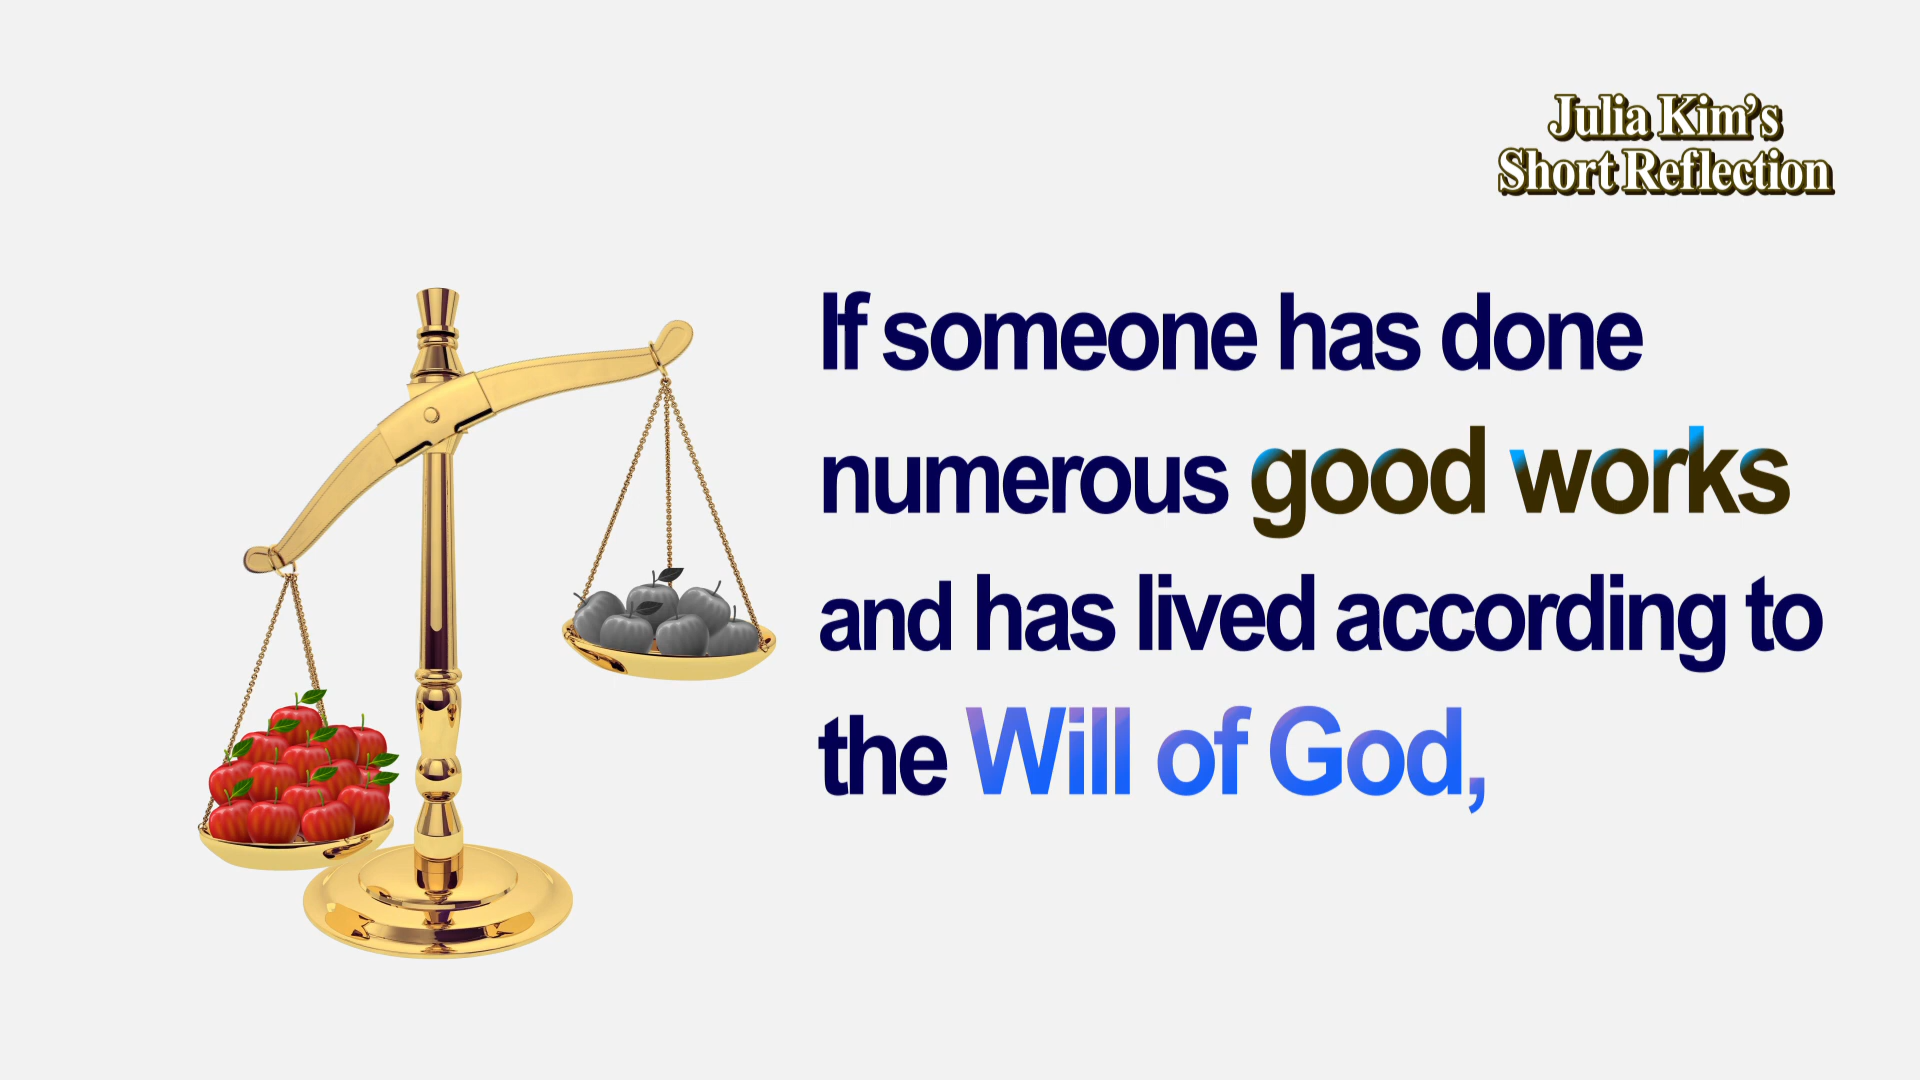 Julia Kim's
Short Reflection
If someone has done
numerous good works
and has lived according to
the Will of God,